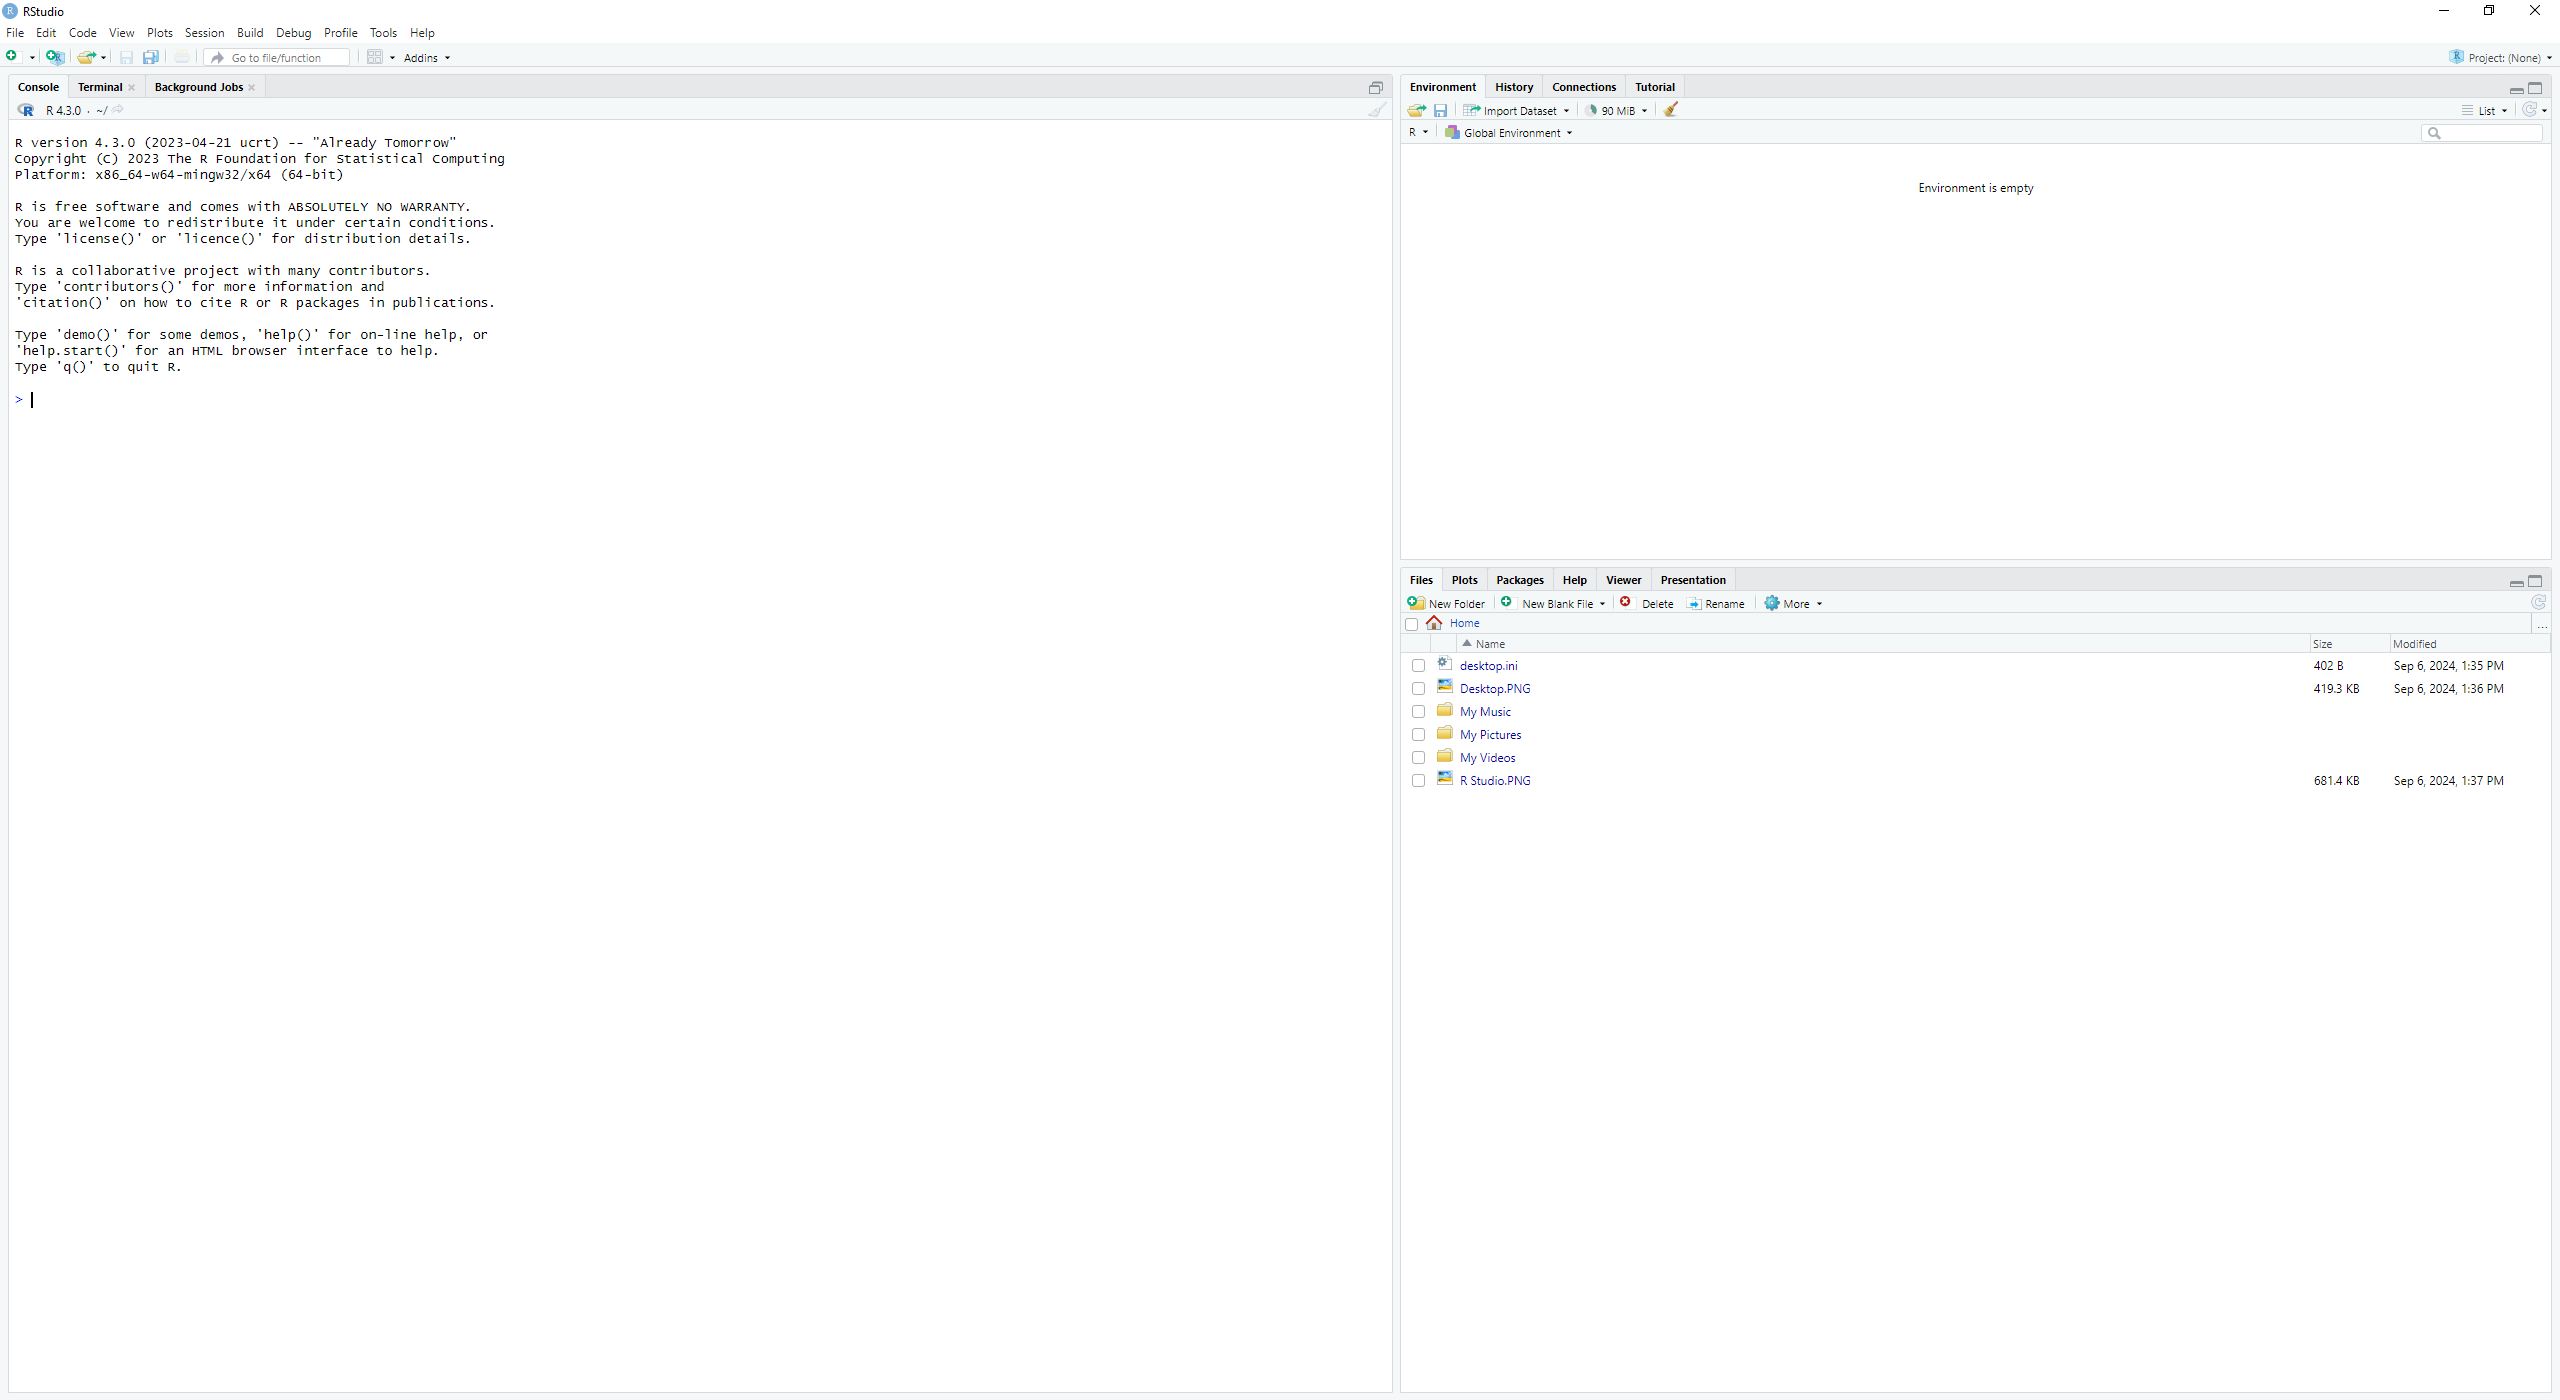 RStudio
File Edit Code View Plots Session Build Debug Profile Tools Help
Go to file/function Addins Project: (None)
Console Terminal Background Jobs
R 4.3.0 · ~/
R version 4.3.0 (2023-04-21 ucrt) -- "Already Tomorrow"
Copyright (C) 2023 The R Foundation for Statistical Computing
Platform: x86_64-w64-mingw32/x64 (64-bit)
R is free software and comes with ABSOLUTELY NO WARRANTY.
You are welcome to redistribute it under certain conditions.
Type 'license()' or 'licence()' for distribution details.
R is a collaborative project with many contributors.
Type 'contributors()' for more information and
'citation()' on how to cite R or R packages in publications.
Type 'demo()' for some demos, 'help()' for on-line help, or
'help.start()' for an HTML browser interface to help.
Type 'q()' to quit R.
>
Environment History Connections Tutorial
Import Dataset 90 MiB List
R Global Environment
Environment is empty
Files Plots Packages Help Viewer Presentation
New Folder New Blank File Delete Rename More
Home ...
Name Size Modified
desktop.ini 402 B Sep 6, 2024, 1:35 PM
Desktop.PNG 419.3 KB Sep 6, 2024, 1:36 PM
My Music
My Pictures
My Videos
R Studio.PNG 681.4 KB Sep 6, 2024, 1:37 PM